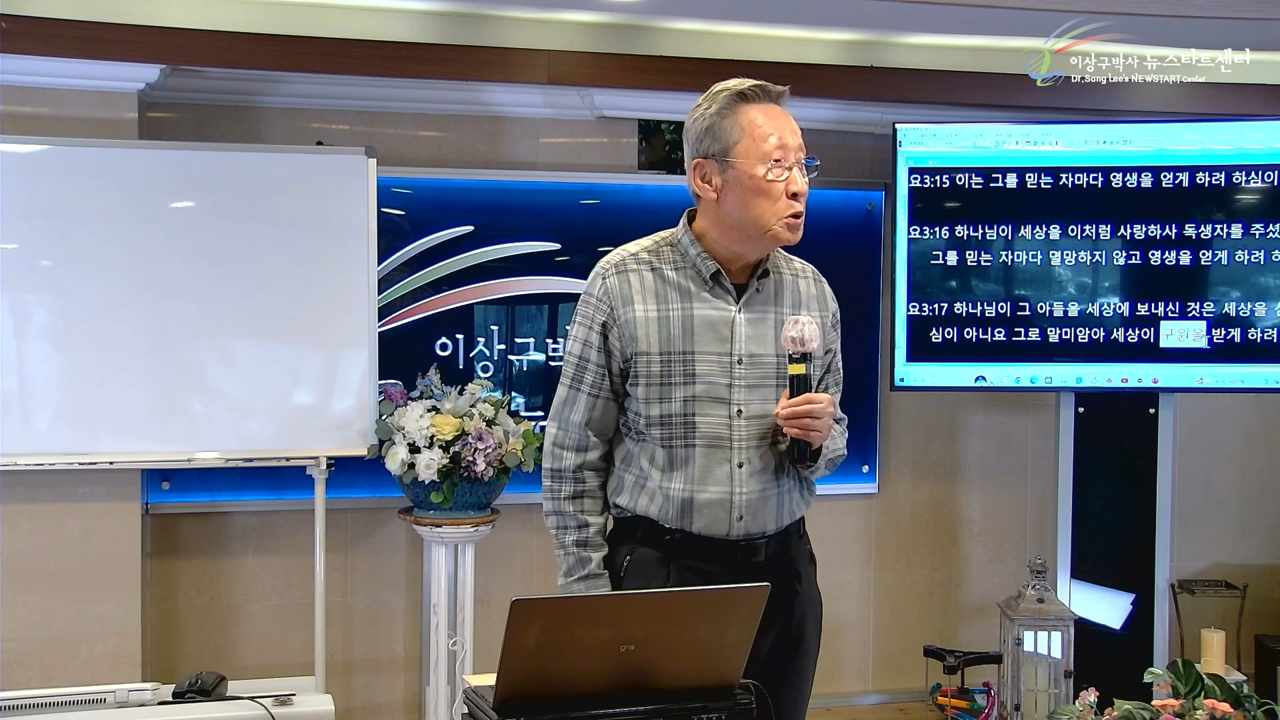 이상구박사 뉴스타트센터
Dr. Sang Lee's NEWSTART Center
요3:15 이는 그를 믿는 자마다 영생을 얻게 하려 하심이
요3:16 하나님이 세상을 이처럼 사랑하사 독생자를 주셨
그를 믿는 자마다 멸망하지 않고 영생을 얻게 하려
요3:17 하나님이 그 아들을 세상에 보내신 것은 세상을
심이 아니요 그로 말미암아 세상이 구원을 받게 하려
이상구
gram